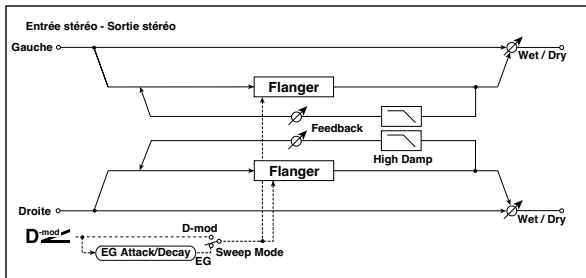 Entrée stéréo - Sortie stéréo
Gauche
Wet / Dry
Flanger
Feedback
High Damp
Flanger
Droite
Wet / Dry
D-mod
D-mod
EG Attack/Decay
EG
Sweep Mode